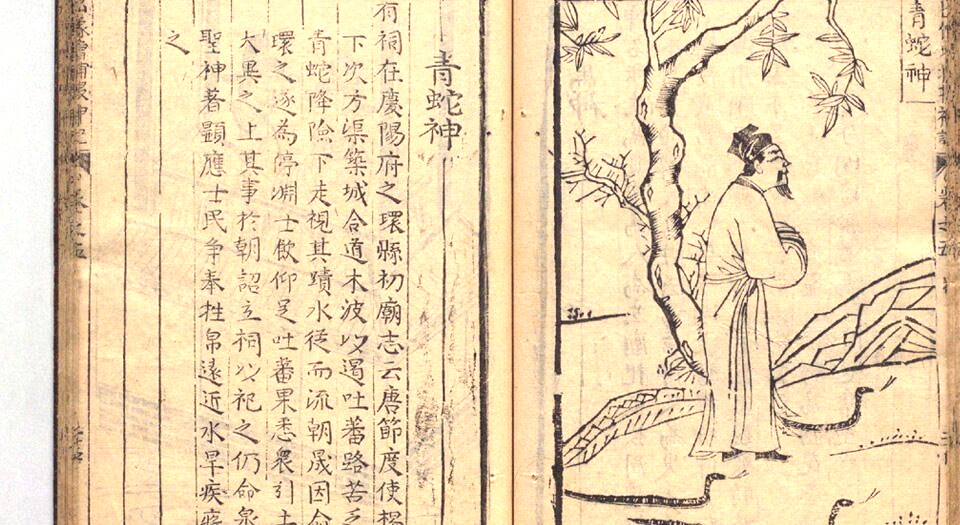 青蛇神
青蛇神
有祠在慶陽府之環縣初廟志云唐節度使楊
下次方渠築城合道木波以遏吐蕃路苦乏
青蛇降險下走視其蹟水從而流朝晟因命
環之遂為停淵士飲仰足吐蕃果悉衆引
大異之上其事於朝詔立祠以祀之仍命泉
聖神着顯應士民争奉牲帛遠近水旱疾
之